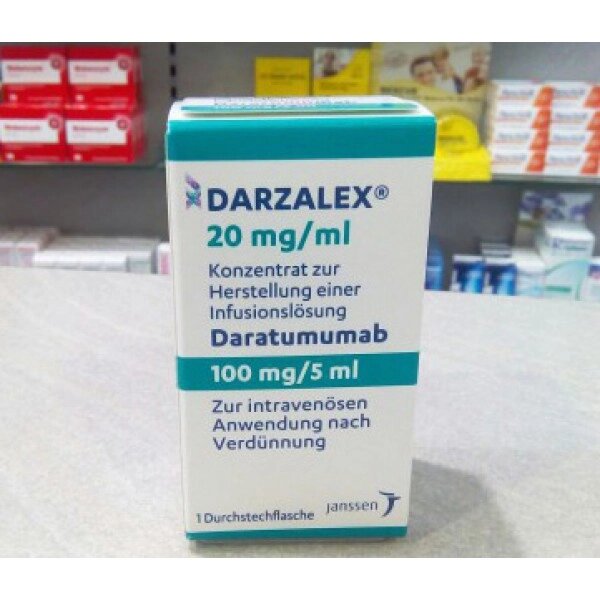 DARZALEX®
20 mg/ml
Konzentrat zur
Herstellung einer
Infusionslösung
Daratumumab
100 mg/5 ml
Zur intravenösen
Anwendung nach
Verdünnung
1 Durchstechflasche
janssen